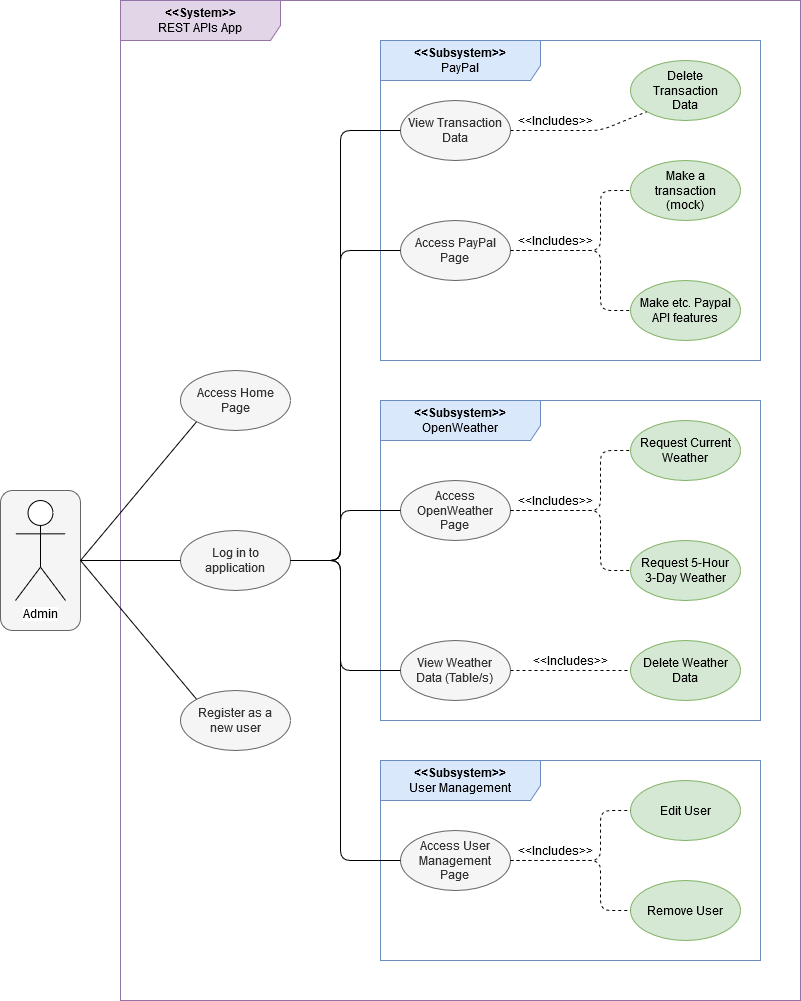 <<System>>
REST APIs App
<<Subsystem>>
PayPal
View Transaction
Data
<<Includes>>
Delete
Transaction
Data
Access PayPal
Page
<<Includes>>
Make a
transaction
(mock)
Make etc. Paypal
API features
Access Home
Page
Log in to
application
Register as a
new user
Admin
<<Subsystem>>
OpenWeather
Access
OpenWeather
Page
<<Includes>>
Request Current
Weather
Request 5-Hour
3-Day Weather
View Weather
Data (Table/s)
<<Includes>>
Delete Weather
Data
<<Subsystem>>
User Management
Access User
Management
Page
<<Includes>>
Edit User
Remove User